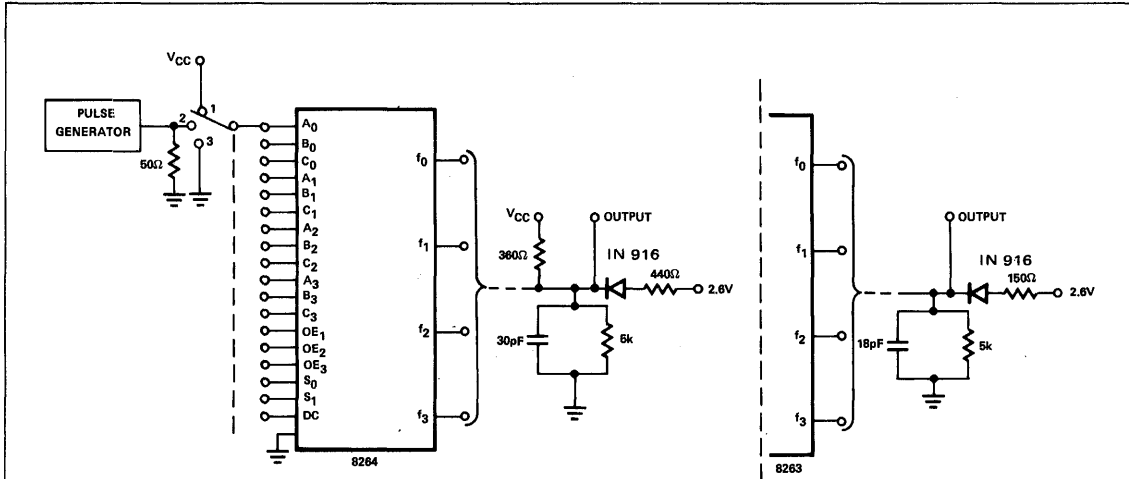 VCC
PULSE
GENERATOR
50Ω
1
2
3
A0
B0
C0
A1
B1
C1
A2
B2
C2
A3
B3
C3
OE1
OE2
OE3
S0
S1
DC
f0
f1
f2
f3
8264
VCC
360Ω
OUTPUT
IN 916
440Ω
2.6V
30pF
5k
f0
f1
f2
f3
8263
OUTPUT
IN 916
150Ω
2.6V
18pF
5k